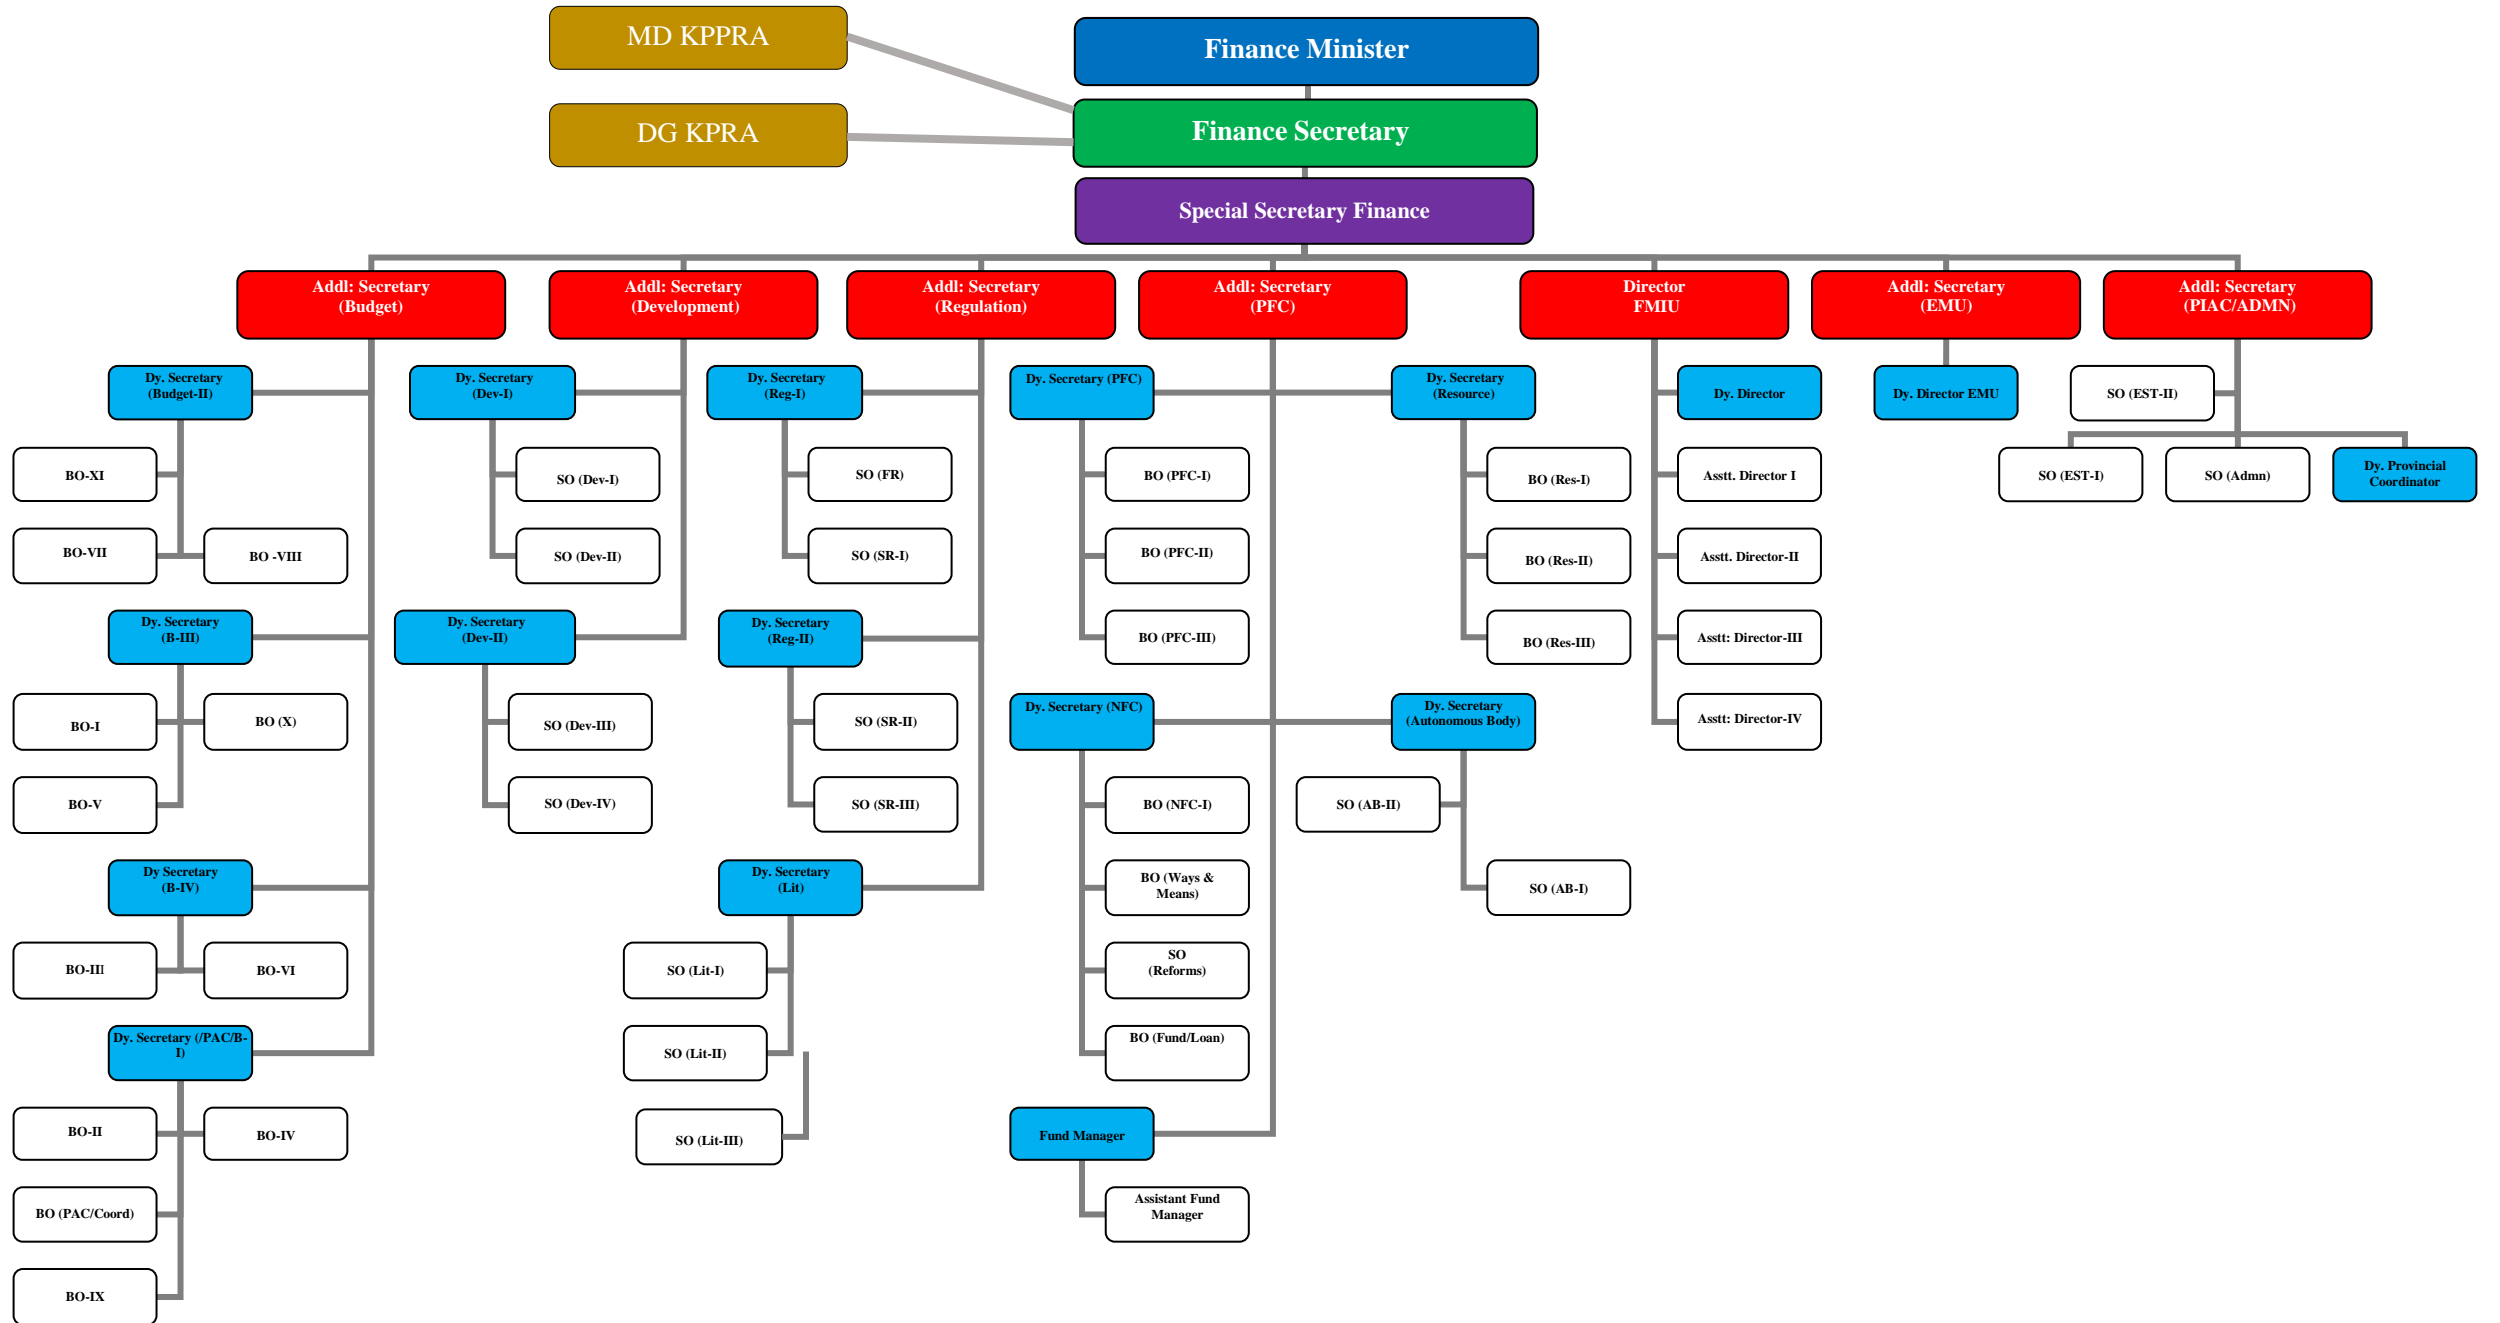 MD KPPRA
Finance Minister
DG KPRA
Finance Secretary
Special Secretary Finance
Addl: Secretary
(Budget)
Addl: Secretary
(Development)
Addl: Secretary
(Regulation)
Addl: Secretary
(PFC)
Director
FMIU
Addl: Secretary
(EMU)
Addl: Secretary
(PIAC/ADMN)
Dy. Secretary
(Budget-II)
Dy. Secretary
(Dev-I)
Dy. Secretary
(Reg-I)
Dy. Secretary (PFC)
Dy. Secretary
(Resource)
Dy. Director
Dy. Director EMU
SO (EST-II)
BO-XI
SO (Dev-I)
SO (FR)
BO (PFC-I)
BO (Res-I)
Asstt. Director I
SO (EST-I)
SO (Admn)
Dy. Provincial
Coordinator
BO-VII
BO -VIII
SO (Dev-II)
SO (SR-I)
BO (PFC-II)
BO (Res-II)
Asstt. Director-II
Dy. Secretary
(B-III)
Dy. Secretary
(Dev-II)
Dy. Secretary
(Reg-II)
BO (PFC-III)
BO (Res-III)
Asstt: Director-III
BO-I
BO (X)
SO (Dev-III)
SO (SR-II)
Dy. Secretary (NFC)
Dy. Secretary
(Autonomous Body)
Asstt: Director-IV
BO-V
SO (Dev-IV)
SO (SR-III)
BO (NFC-I)
SO (AB-II)
Dy Secretary
(B-IV)
Dy. Secretary
(Lit)
BO (Ways &
Means)
SO (AB-I)
BO-III
BO-VI
SO (Lit-I)
SO
(Reforms)
Dy. Secretary (/PAC/B-
I)
SO (Lit-II)
BO (Fund/Loan)
BO-II
BO-IV
SO (Lit-III)
Fund Manager
BO (PAC/Coord)
Assistant Fund
Manager
BO-IX